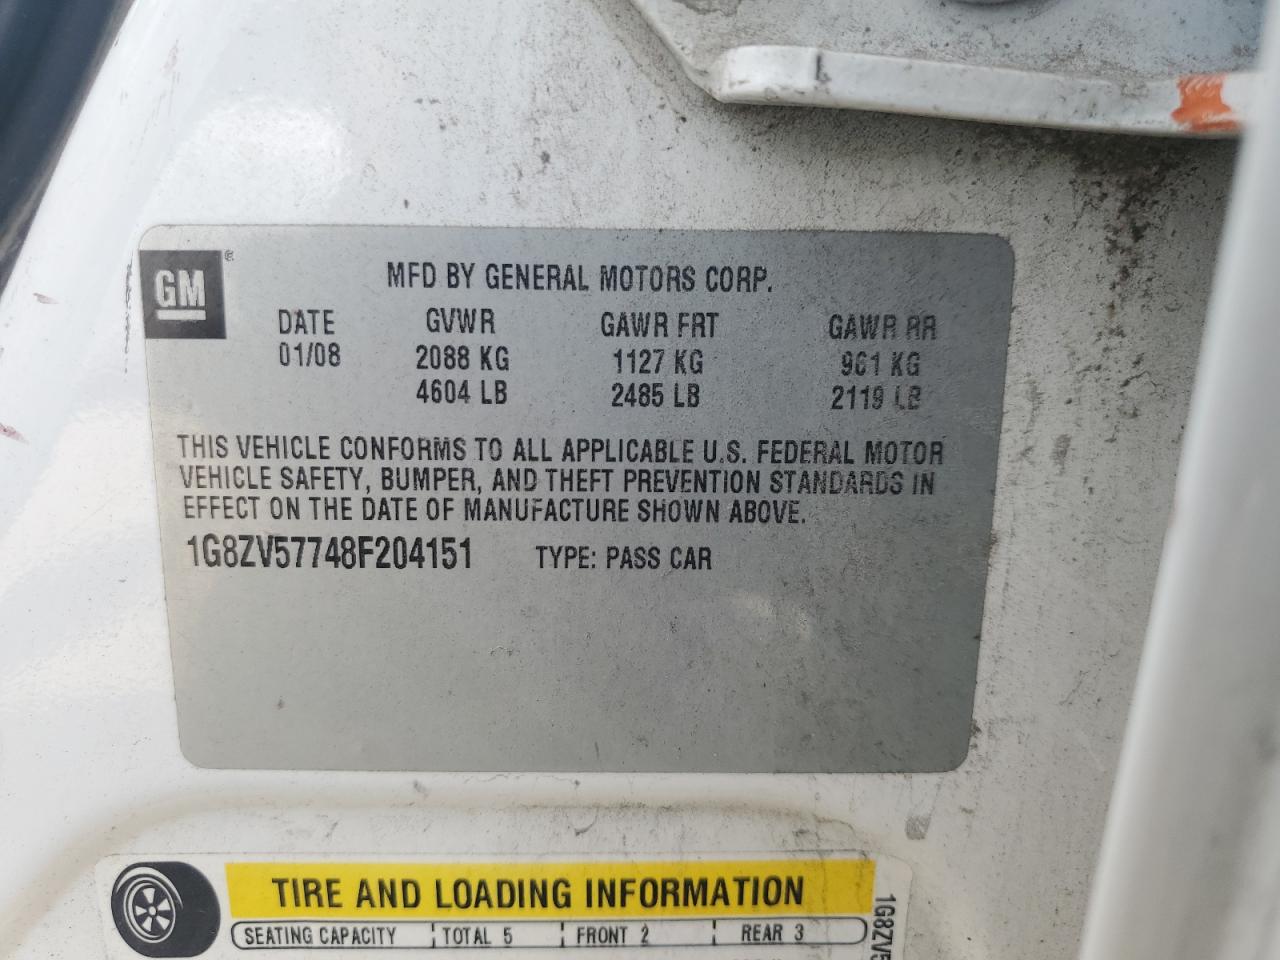 GM
®
MFD BY GENERAL MOTORS CORP.
DATE GVWR GAWR FRT GAWR RR
01/08 2088 KG 1127 KG 961 KG
4604 LB 2485 LB 2119 LB
THIS VEHICLE CONFORMS TO ALL APPLICABLE U.S. FEDERAL MOTOR
VEHICLE SAFETY, BUMPER, AND THEFT PREVENTION STANDARDS IN
EFFECT ON THE DATE OF MANUFACTURE SHOWN ABOVE.
1G8ZV57748F204151 TYPE: PASS CAR
TIRE AND LOADING INFORMATION
SEATING CAPACITY TOTAL 5 FRONT 2 REAR 3
1G8ZV5